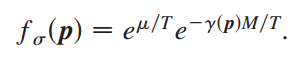 f_σ(p) = e^{μ/T} e^{−γ(p)M/T}.